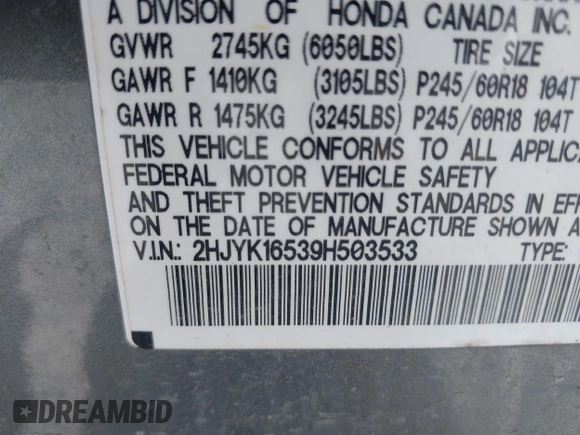 A DIVISION OF HONDA CANADA INC.
GVWR 2745KG (6050LBS) TIRE SIZE
GAWR F 1410KG (3105LBS) P245/60R18 104T
GAWR R 1475KG (3245LBS) P245/60R18 104T
THIS VEHICLE CONFORMS TO ALL APPLICA
FEDERAL MOTOR VEHICLE SAFETY
AND THEFT PREVENTION STANDARDS IN EFF
ON THE DATE OF MANUFACTURE SHOWN A
V.I.N.: 2HJYK16539H503533 TYPE:
DREAMBID